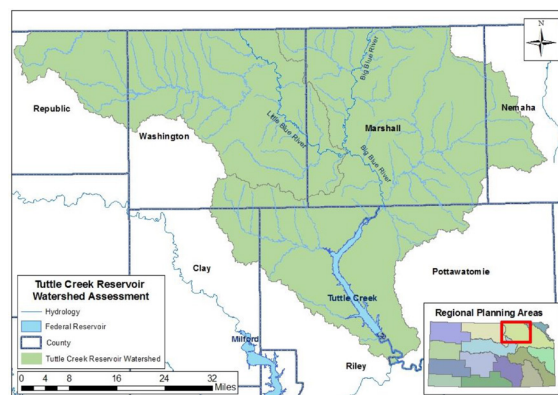 N
Republic
Washington
Little Blue River
Big Blue River
Big Blue River
Marshall
Nemaha
Clay
Pottawatomie
Tuttle Creek
Milford
Riley
Tuttle Creek Reservoir
Watershed Assessment
Hydrology
Federal Reservoir
County
Tuttle Creek Reservoir Watershed
0 4 8 16 24 32
Miles
Regional Planning Areas